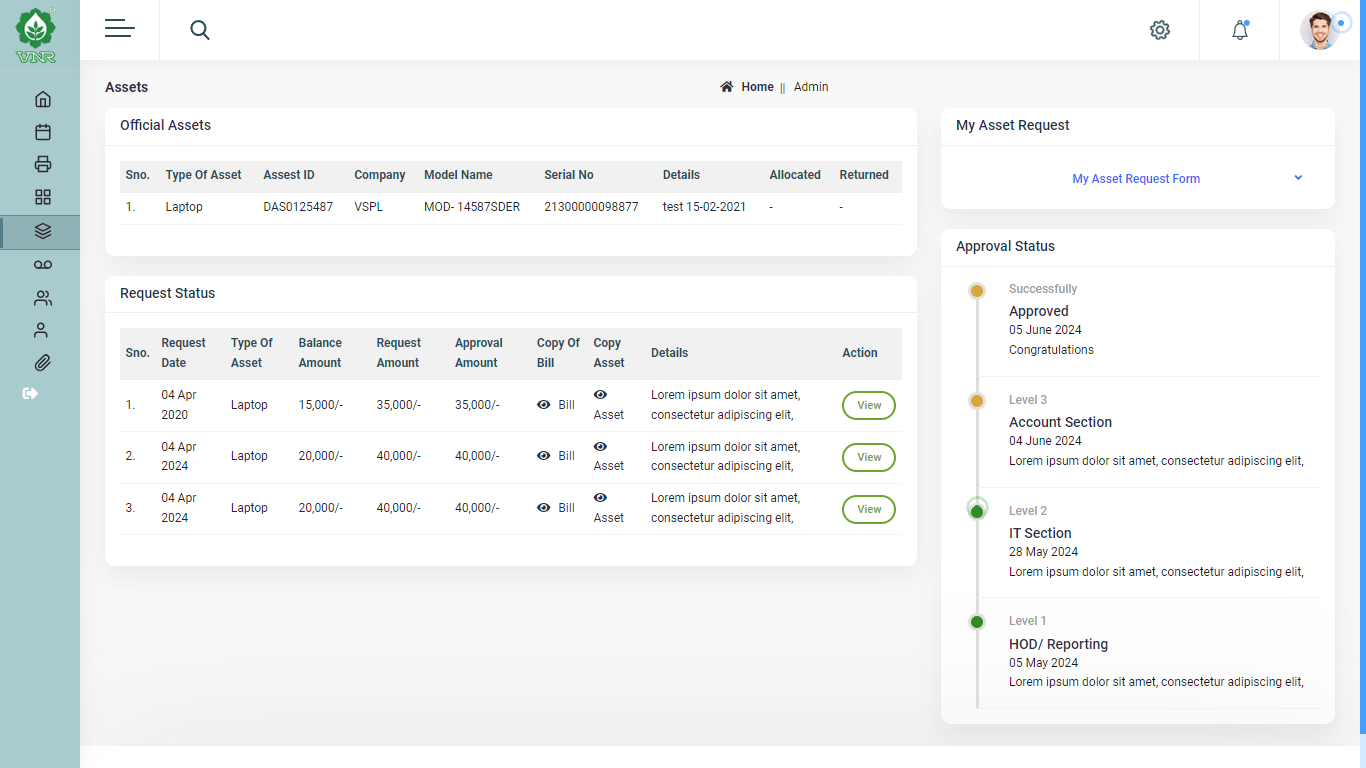 VNR
Assets
Home || Admin
Official Assets
Sno. Type Of Asset Assest ID Company Model Name Serial No Details Allocated Returned
1. Laptop DAS0125487 VSPL MOD- 14587SDER 21300000098877 test 15-02-2021 - -
Request Status
Sno. Request Date Type Of Asset Balance Amount Request Amount Approval Amount Copy Of Bill Copy Asset Details Action
1. 04 Apr 2020 Laptop 15,000/- 35,000/- 35,000/- Bill Asset Lorem ipsum dolor sit amet, consectetur adipiscing elit, View
2. 04 Apr 2024 Laptop 20,000/- 40,000/- 40,000/- Bill Asset Lorem ipsum dolor sit amet, consectetur adipiscing elit, View
3. 04 Apr 2024 Laptop 20,000/- 40,000/- 40,000/- Bill Asset Lorem ipsum dolor sit amet, consectetur adipiscing elit, View
My Asset Request
My Asset Request Form
Approval Status
Successfully
Approved
05 June 2024
Congratulations
Level 3
Account Section
04 June 2024
Lorem ipsum dolor sit amet, consectetur adipiscing elit,
Level 2
IT Section
28 May 2024
Lorem ipsum dolor sit amet, consectetur adipiscing elit,
Level 1
HOD/ Reporting
05 May 2024
Lorem ipsum dolor sit amet, consectetur adipiscing elit,